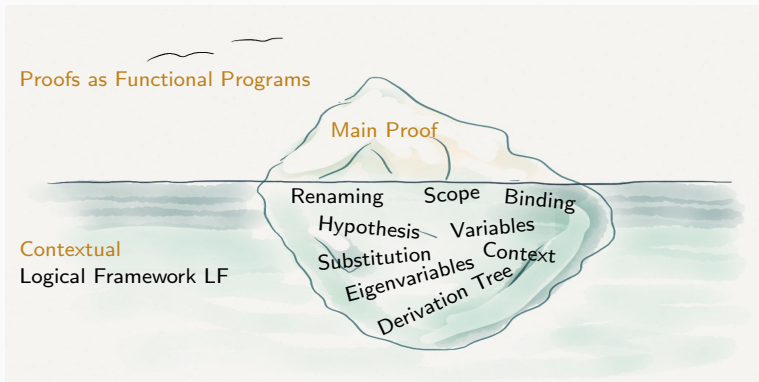 Proofs as Functional Programs
Main Proof
Renaming Scope Binding
Hypothesis Variables
Substitution Context
Eigenvariables
Derivation Tree
Contextual
Logical Framework LF